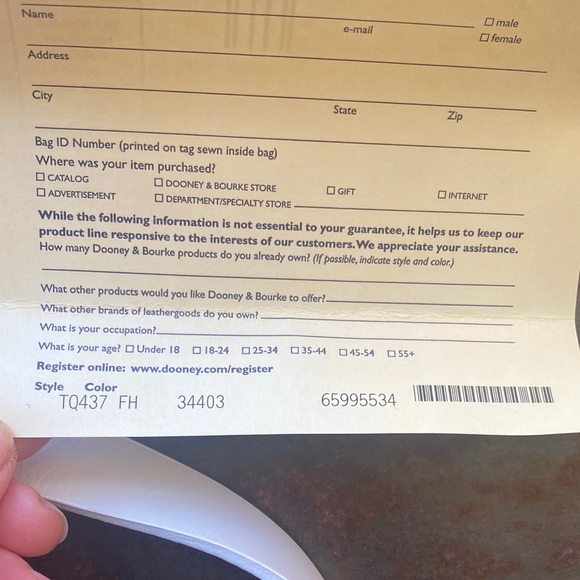 Name e-mail ☐ male
☐ female
Address
City State Zip
Bag ID Number (printed on tag sewn inside bag)
Where was your item purchased?
☐ CATALOG ☐ DOONEY & BOURKE STORE ☐ GIFT ☐ INTERNET
☐ ADVERTISEMENT ☐ DEPARTMENT/SPECIALTY STORE
While the following information is not essential to your guarantee, it helps us to keep our
product line responsive to the interests of our customers. We appreciate your assistance.
How many Dooney & Bourke products do you already own? (If possible, indicate style and color.)
What other products would you like Dooney & Bourke to offer?
What other brands of leathergoods do you own?
What is your occupation?
What is your age? ☐ Under 18 ☐ 18-24 ☐ 25-34 ☐ 35-44 ☐ 45-54 ☐ 55+
Register online: www.dooney.com/register
Style Color
TQ437 FH 34403 65995534